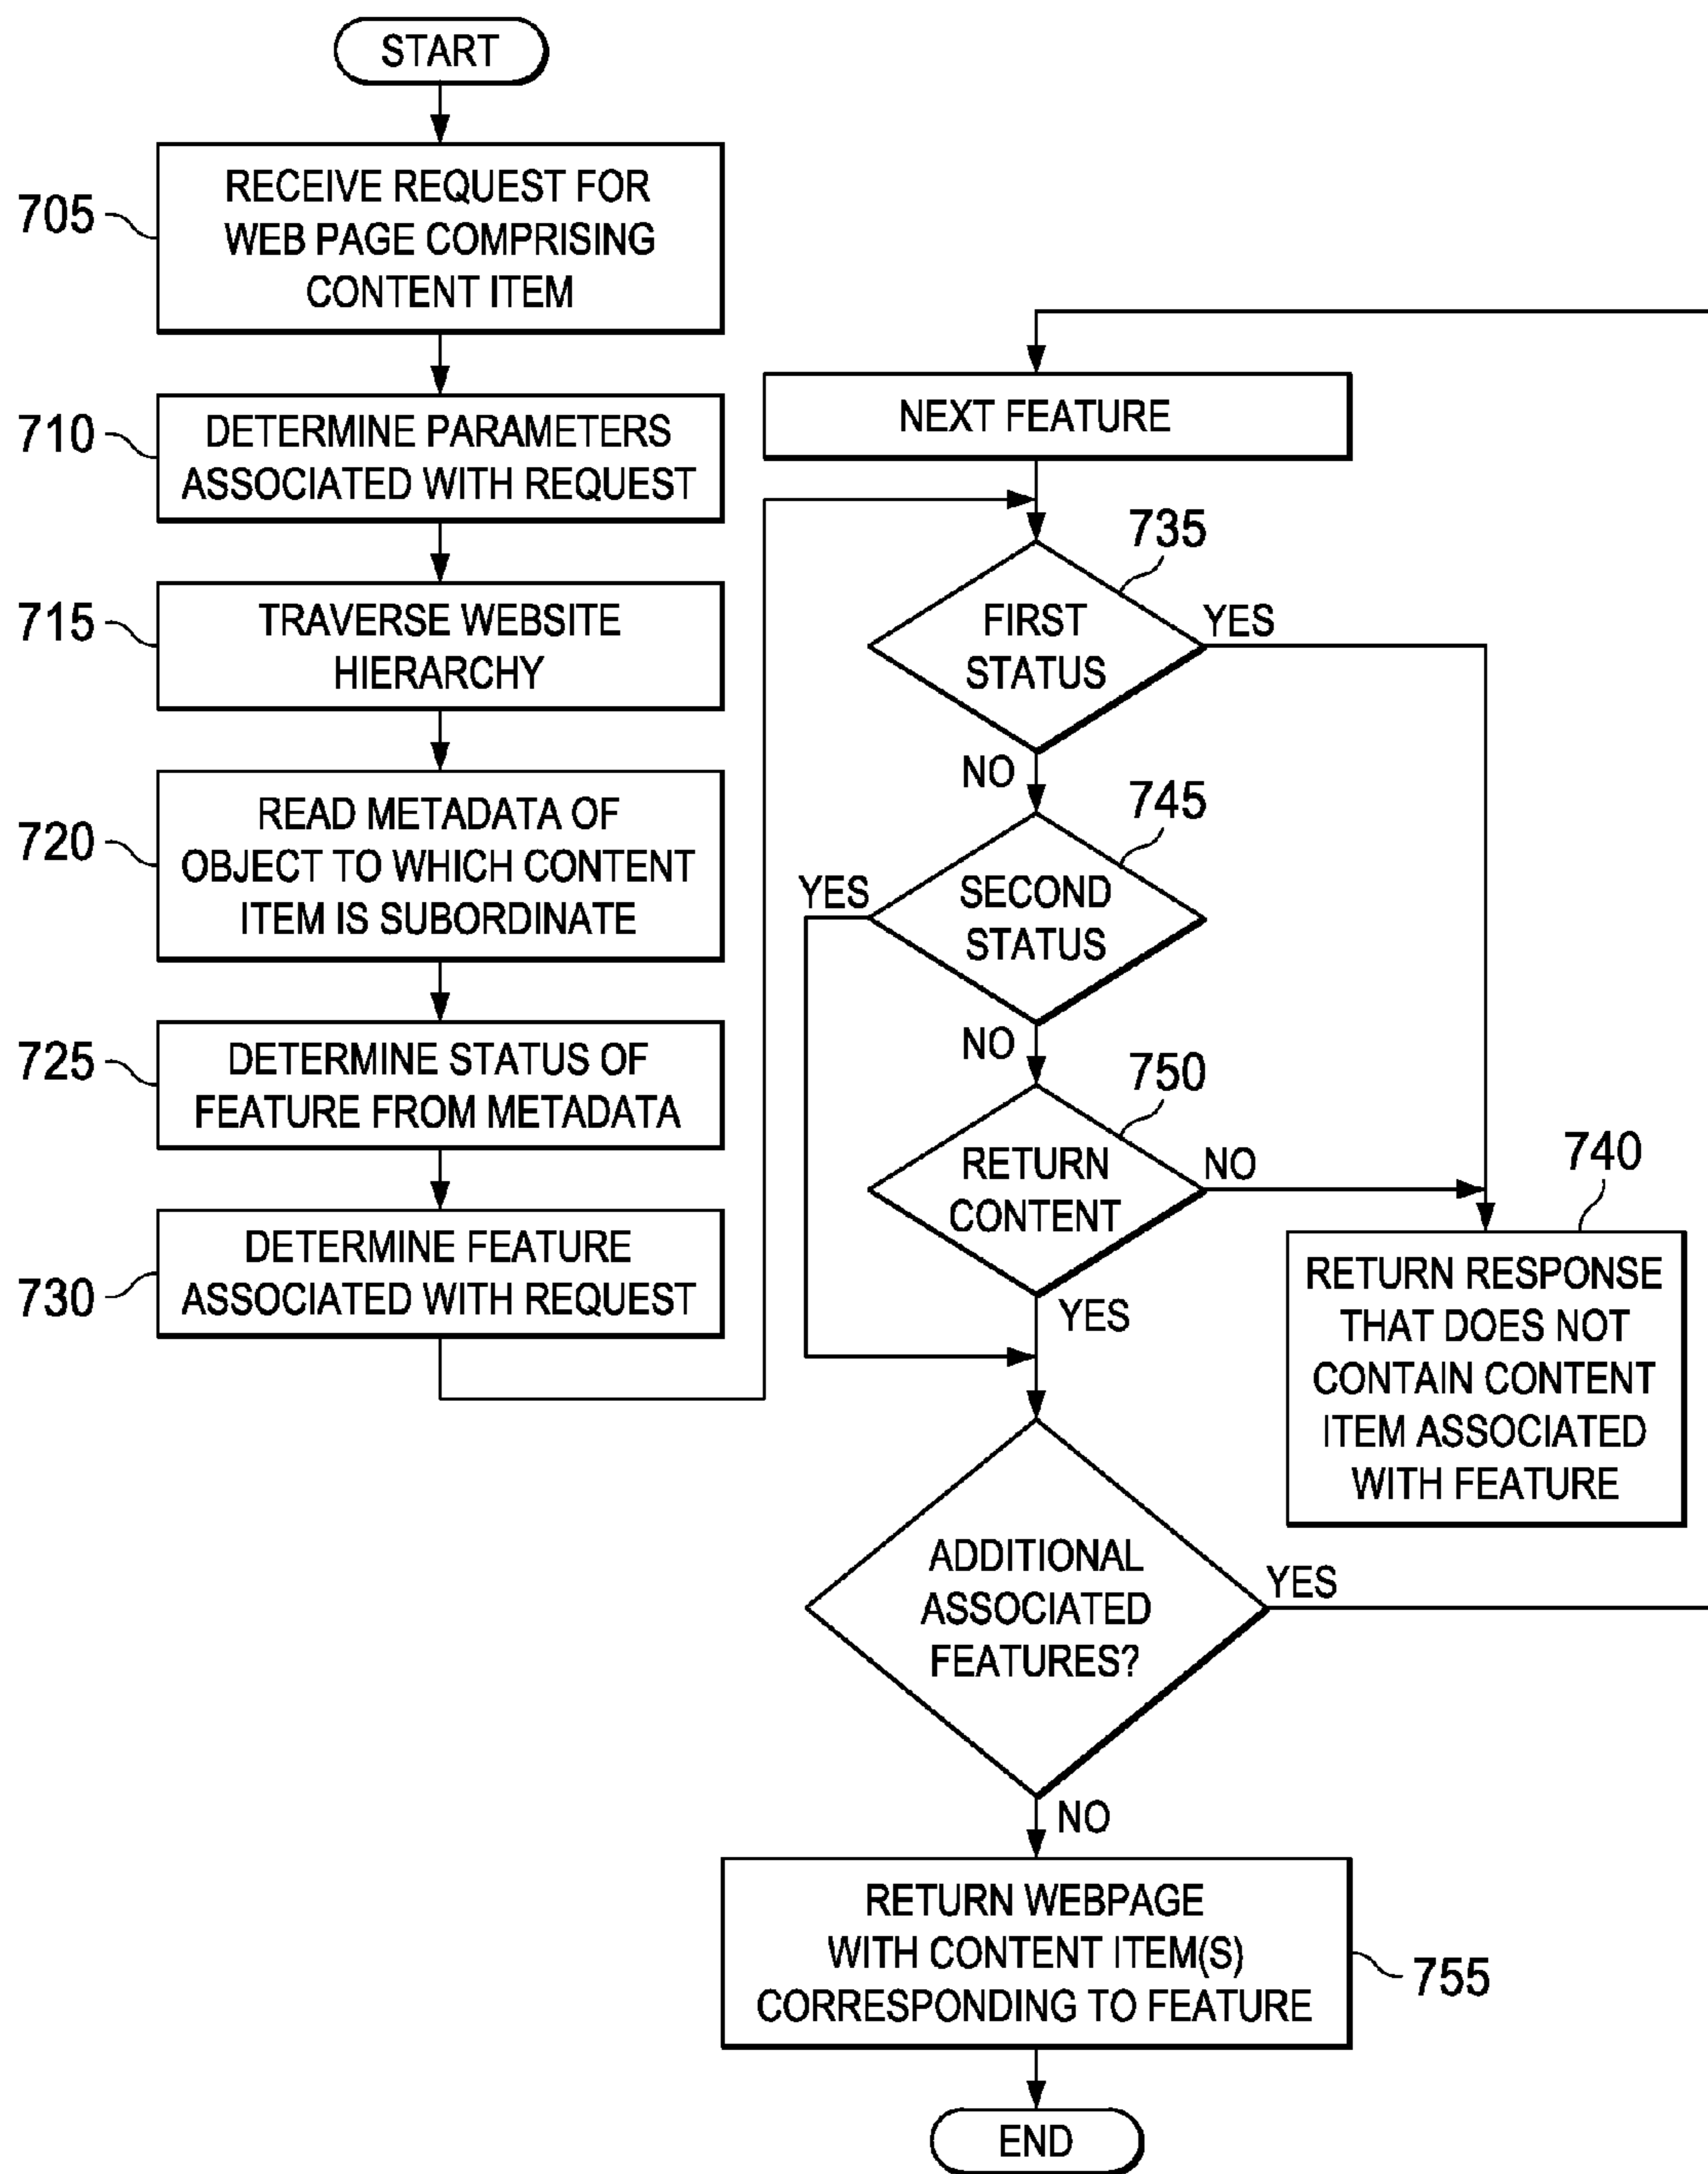 START
705
RECEIVE REQUEST FOR
WEB PAGE COMPRISING
CONTENT ITEM
710
DETERMINE PARAMETERS
ASSOCIATED WITH REQUEST
715
TRAVERSE WEBSITE
HIERARCHY
720
READ METADATA OF
OBJECT TO WHICH CONTENT
ITEM IS SUBORDINATE
725
DETERMINE STATUS OF
FEATURE FROM METADATA
730
DETERMINE FEATURE
ASSOCIATED WITH REQUEST
NEXT FEATURE
735
FIRST
STATUS
YES
NO
745
SECOND
STATUS
YES
NO
750
RETURN
CONTENT
NO
YES
740
RETURN RESPONSE
THAT DOES NOT
CONTAIN CONTENT
ITEM ASSOCIATED
WITH FEATURE
ADDITIONAL
ASSOCIATED
FEATURES?
YES
NO
RETURN WEBPAGE
WITH CONTENT ITEM(S)
CORRESPONDING TO FEATURE
755
END